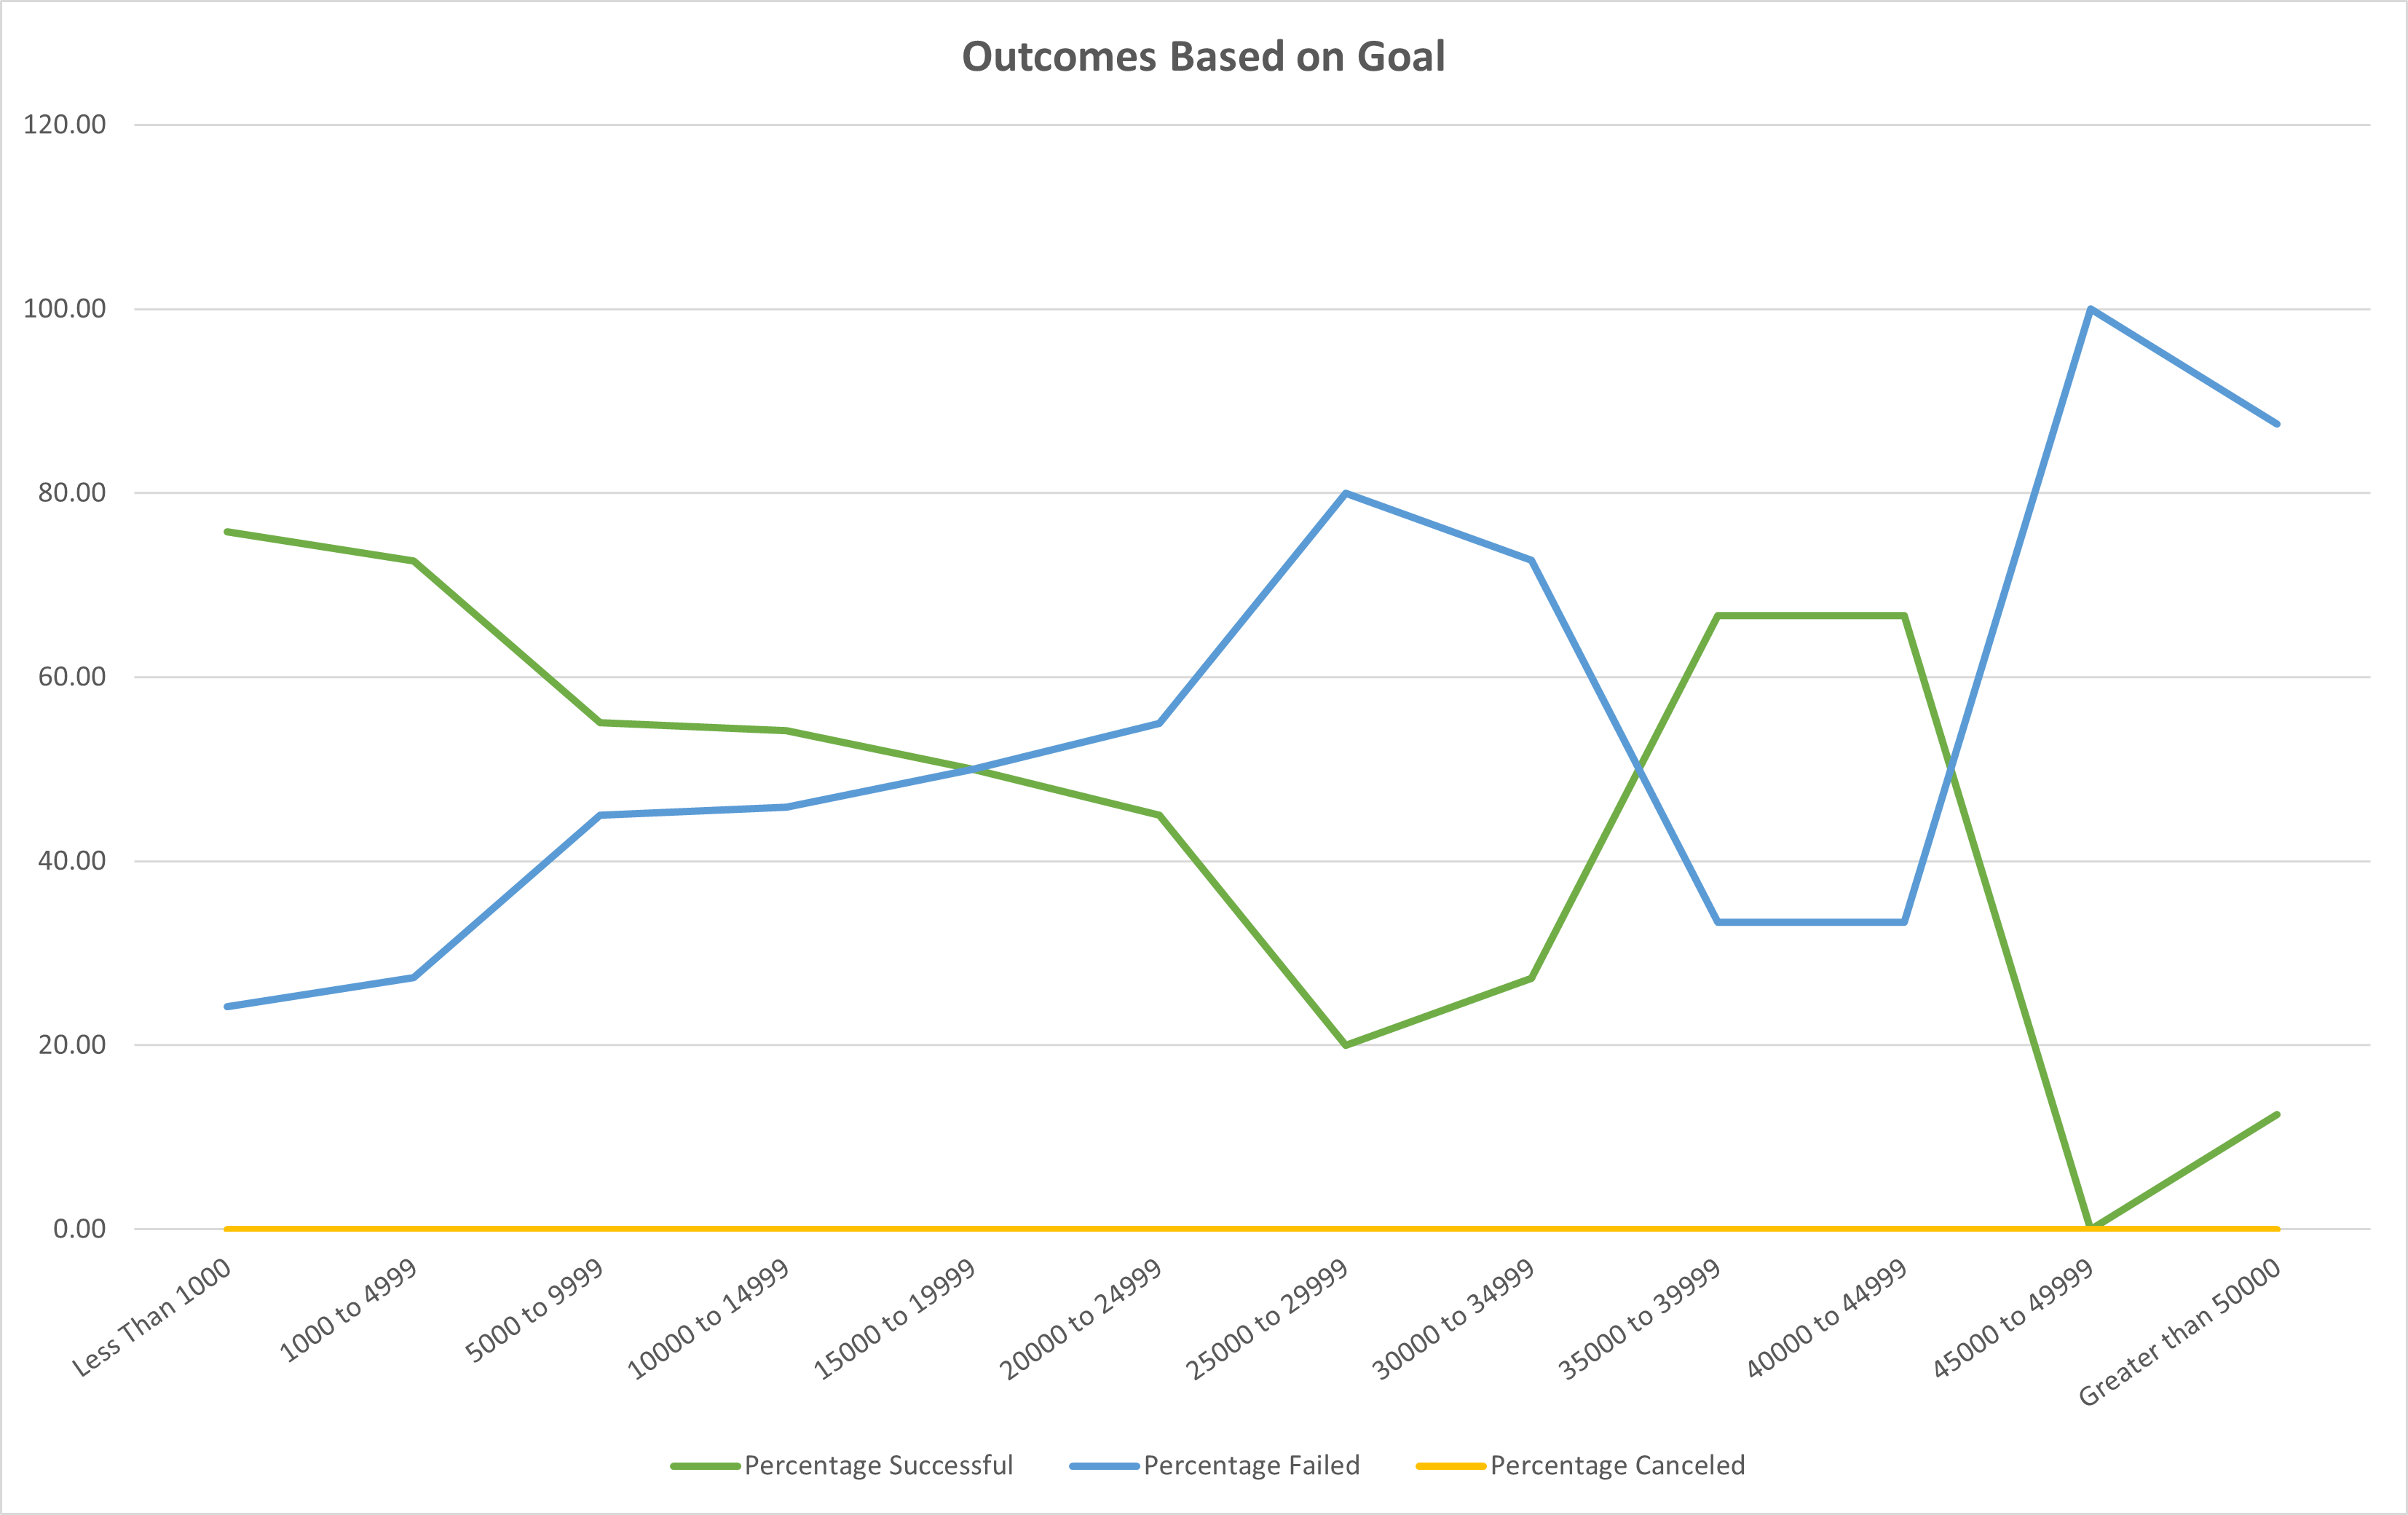 Outcomes Based on Goal
120.00
100.00
80.00
60.00
40.00
20.00
0.00
Less Than 1000
1000 to 4999
5000 to 9999
10000 to 14999
15000 to 19999
20000 to 24999
25000 to 29999
30000 to 34999
35000 to 39999
40000 to 44999
45000 to 49999
Greater than 50000
Percentage Successful
Percentage Failed
Percentage Canceled